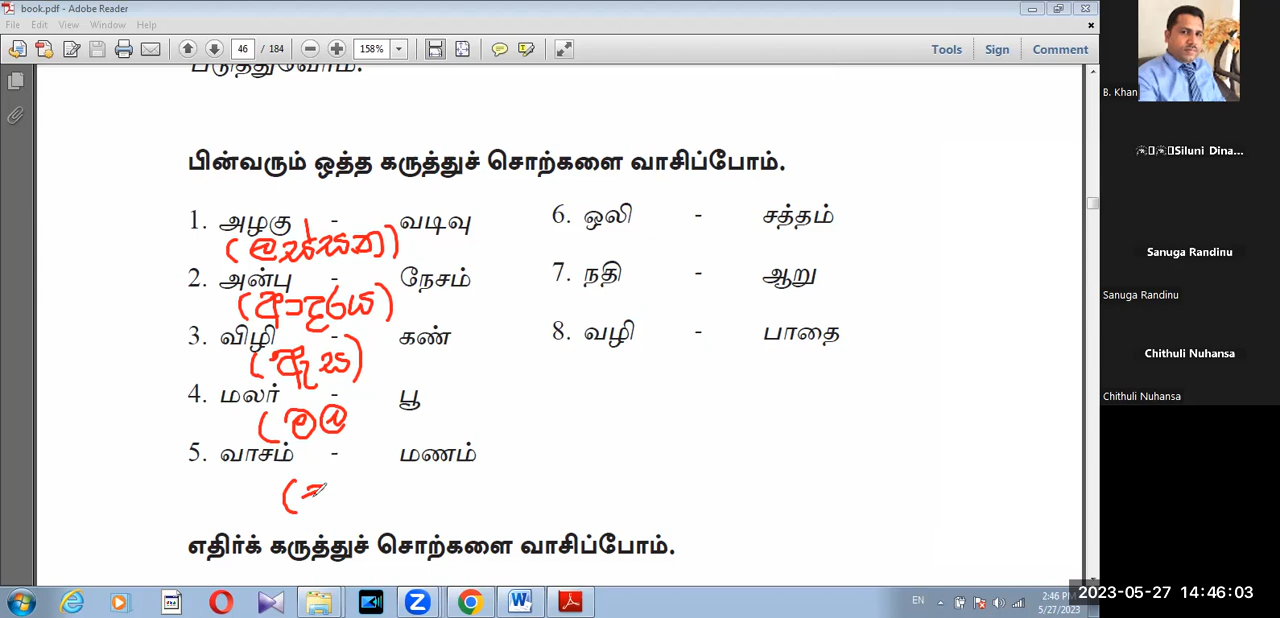 book.pdf - Adobe Reader
File Edit View Window Help
46 / 184 158% Tools Sign Comment
படுத்துவோம்.
பின்வரும் ஒத்த கருத்துச் சொற்களை வாசிப்போம்.
1. அழகு - வடிவு
(ලස්සන)
2. அன்பு - நேசம்
(ආදරය)
3. விழி - கண்
(ඇස)
4. மலர் - பூ
(මල
5. வாசம் - மணம்
(
6. ஒலி - சத்தம்
7. நதி - ஆறு
8. வழி - பாதை
எதிர்க் கருத்துச் சொற்களை வாசிப்போம்.
B. Khan
Siluni Dina...
Sanuga Randinu
Sanuga Randinu
Chithuli Nuhansa
Chithuli Nuhansa
EN 2:46 PM
5/27/2023
2023-05-27 14:46:03